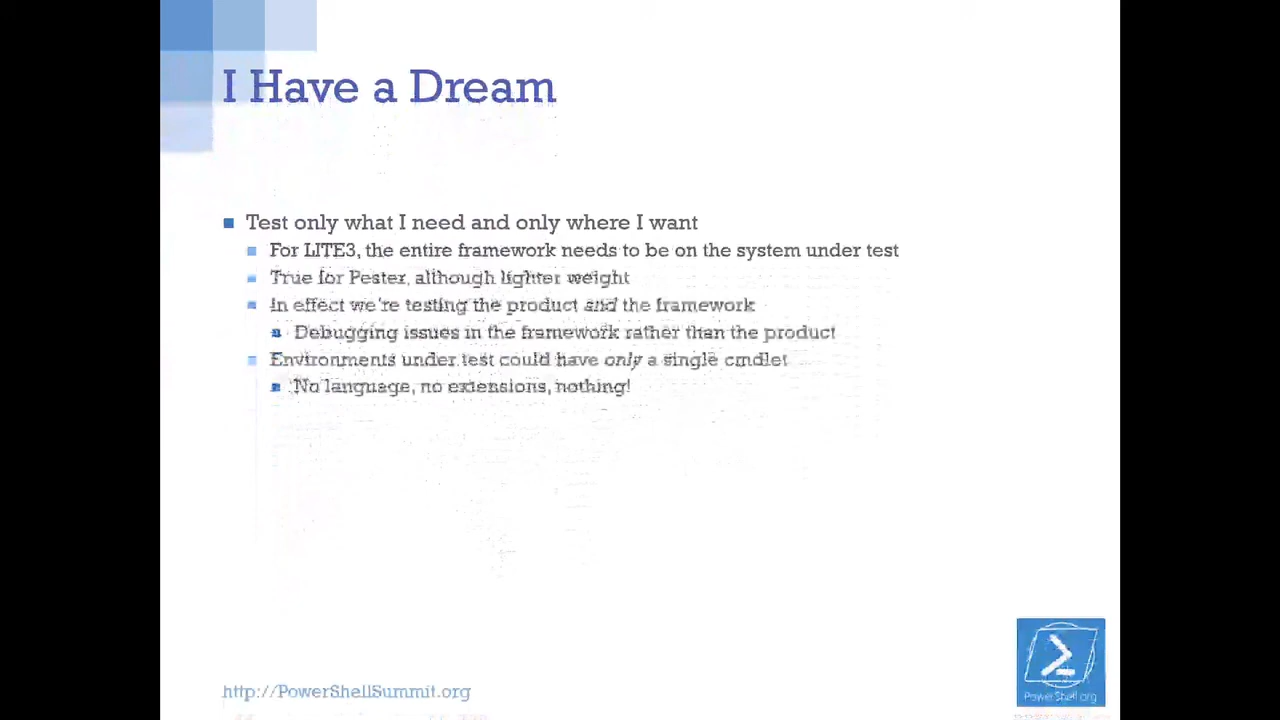 I Have a Dream
Test only what I need and only where I want
For LITE3, the entire framework needs to be on the system under test
True for Pester, although lighter weight
In effect we're testing the product and the framework
Debugging issues in the framework rather than the product
Environments under test could have only a single cmdlet
No language, no extensions, nothing!
http://PowerShellSummit.org
PowerShell.org